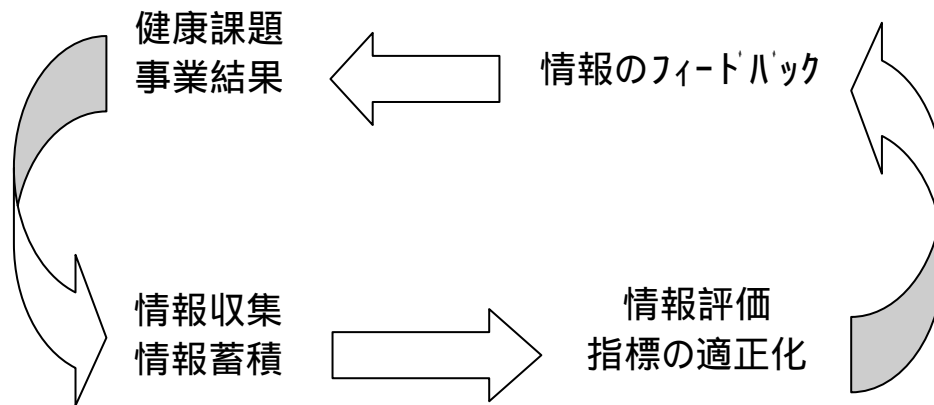 健康課題
事業結果
情報のフィードバック
情報収集
情報蓄積
情報評価
指標の適正化